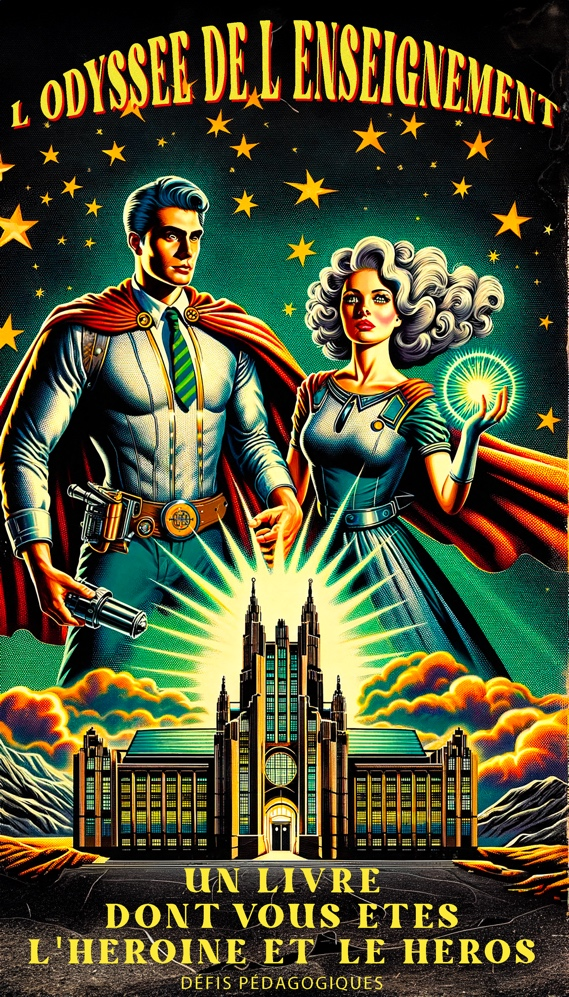 L ODYSSEE DE L ENSEIGNEMENT
UN LIVRE
DONT VOUS ETES
L'HEROINE ET LE HEROS
DÉFIS PÉDAGOGIQUES